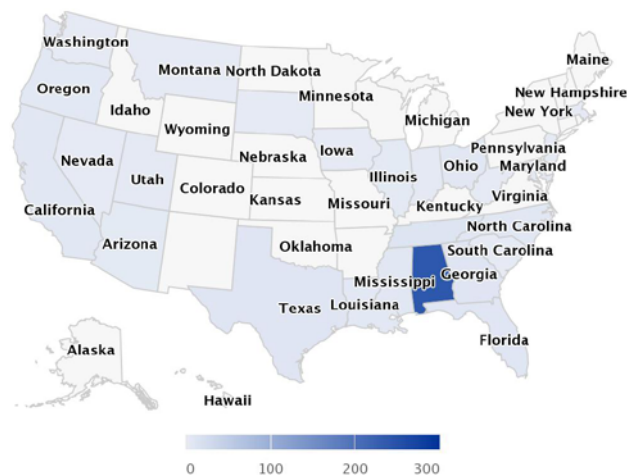 Washington
Maine
Montana North Dakota
Oregon
New Hampshire
Minnesota
Idaho
New York
Michigan
Wyoming
Pennsylvania
Iowa
Nebraska
Nevada
Ohio
Maryland
Illinois
Utah
Colorado
Virginia
Kansas
Missouri
Kentucky
California
North Carolina
Arizona
Oklahoma
South Carolina
Georgia
Mississippi
Texas
Louisiana
Florida
Alaska
Hawaii
0 100 200 300